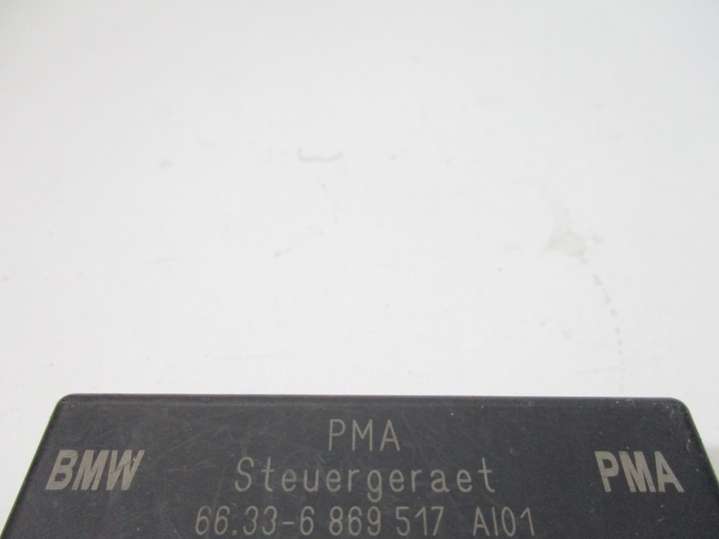 PMA
BMW Steuergeraet PMA
66.33-6 869 517 AI01